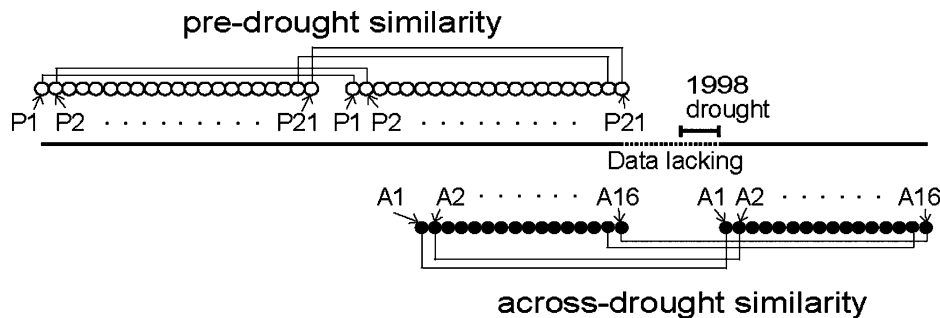 pre-drought similarity
1998
drought
P1 P2 · · · · · · · · · P21 P1 P2 · · · · · · · · P21
Data lacking
A1 A2 · · · · · · A16 A1 A2 · · · · · · A16
across-drought similarity